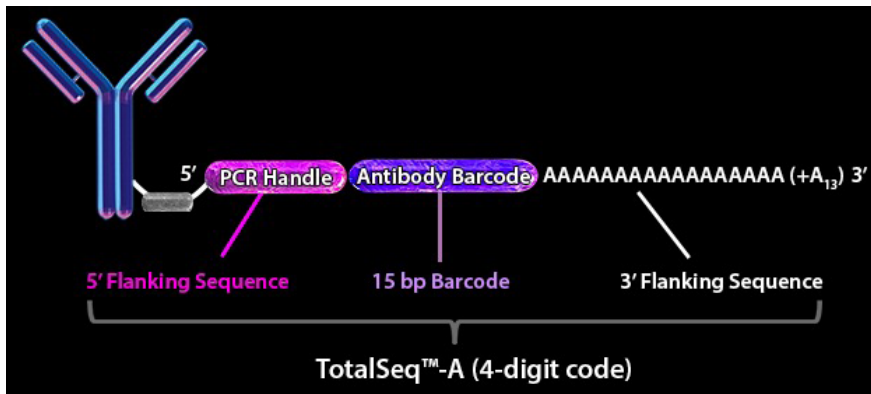 5′ PCR Handle Antibody Barcode AAAAAAAAAAAAAAAAA (+A₁₃) 3′
5′ Flanking Sequence 15 bp Barcode 3′ Flanking Sequence
TotalSeq™-A (4-digit code)